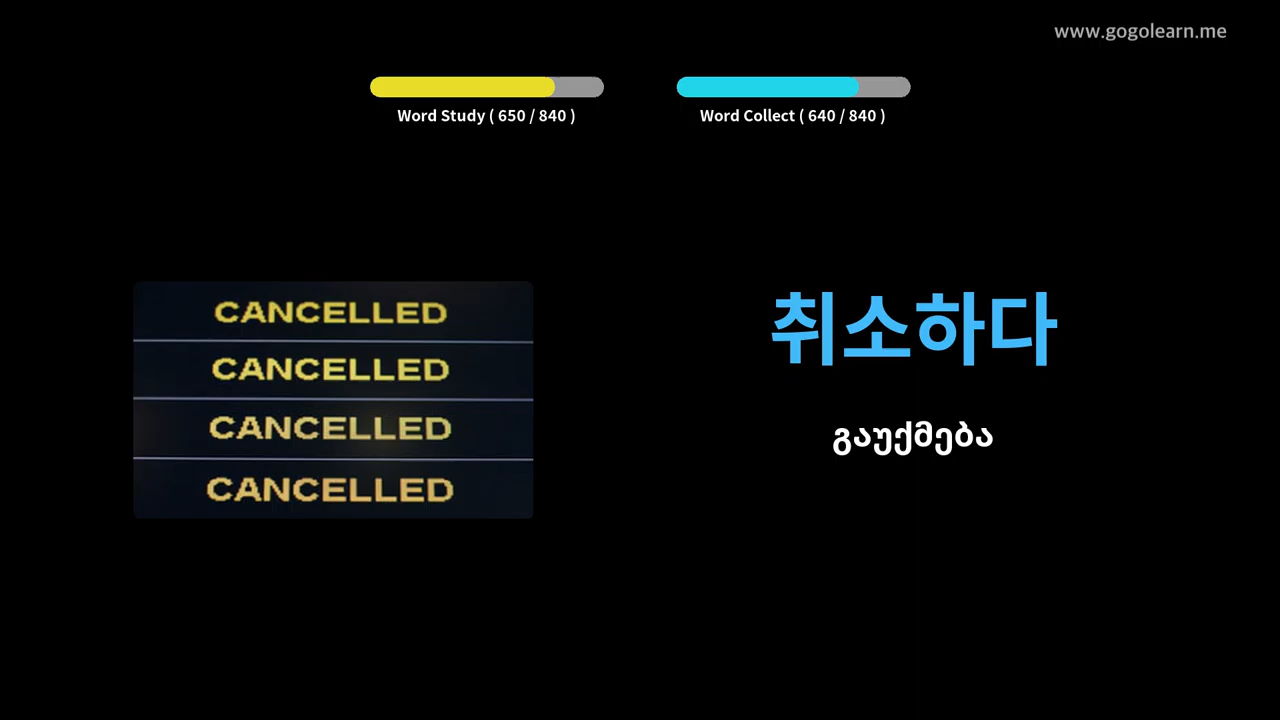 www.gogolearn.me
Word Study ( 650 / 840 )
Word Collect ( 640 / 840 )
CANCELLED
CANCELLED
CANCELLED
CANCELLED
취소하다
გაუქმება